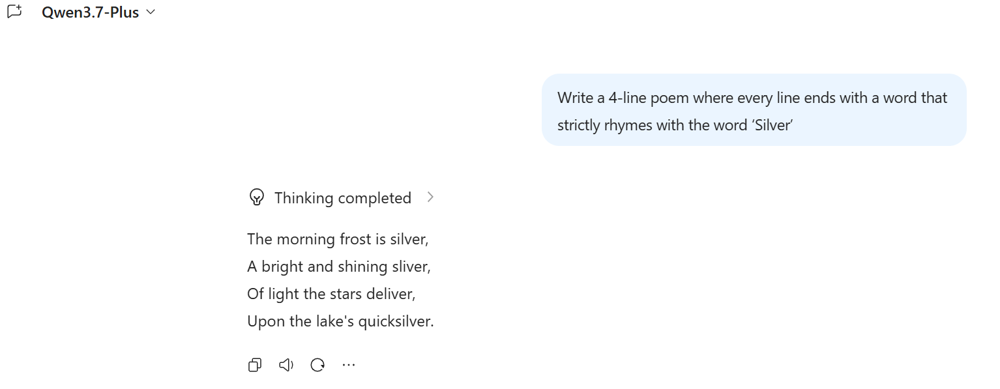 Qwen3.7-Plus
Write a 4-line poem where every line ends with a word that
strictly rhymes with the word ‘Silver’
Thinking completed
The morning frost is silver,
A bright and shining sliver,
Of light the stars deliver,
Upon the lake's quicksilver.